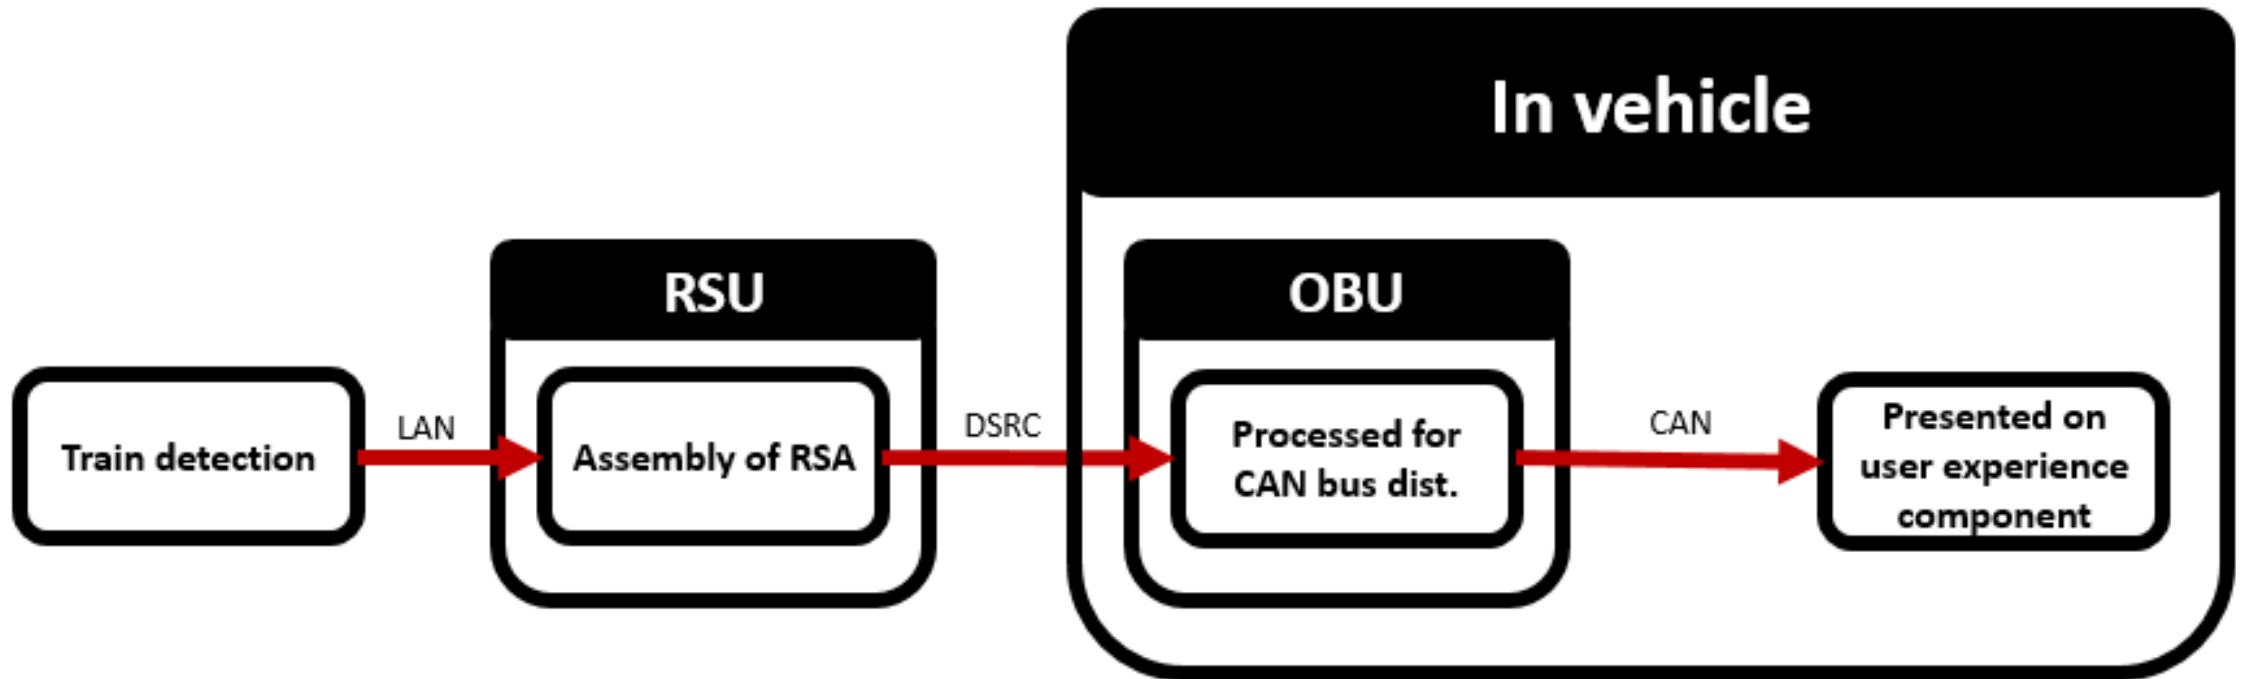 In vehicle
RSU
OBU
Train detection
LAN
Assembly of RSA
DSRC
Processed for
CAN bus dist.
CAN
Presented on
user experience
component